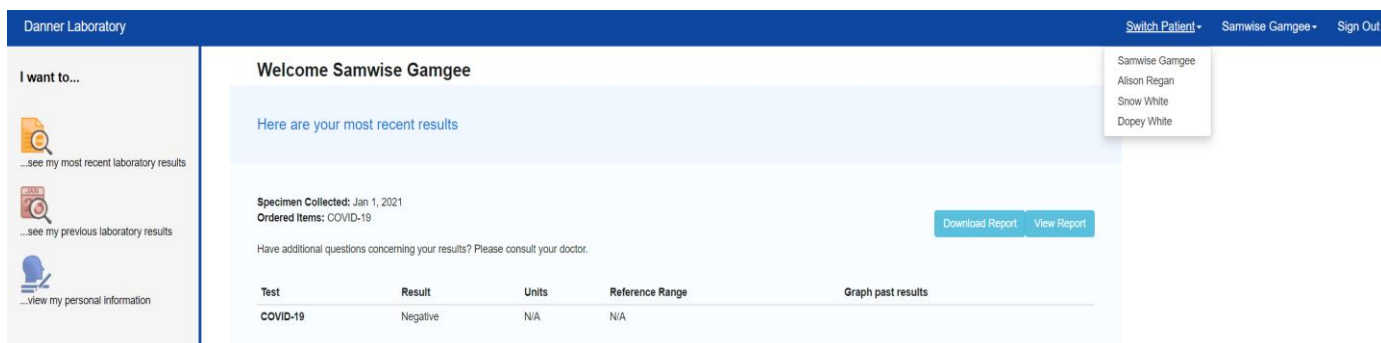 Danner Laboratory
Switch Patient
Samwise Gamgee
Sign Out
Samwise Gamgee
Alison Regan
Snow White
Dopey White
I want to...
...see my most recent laboratory results
JAN
...see my previous laboratory results
...view my personal information
Welcome Samwise Gamgee
Here are your most recent results
Specimen Collected: Jan 1, 2021
Ordered Items: COVID-19
Download Report View Report
Have additional questions concerning your results? Please consult your doctor.
Test Result Units Reference Range Graph past results
COVID-19 Negative N/A N/A